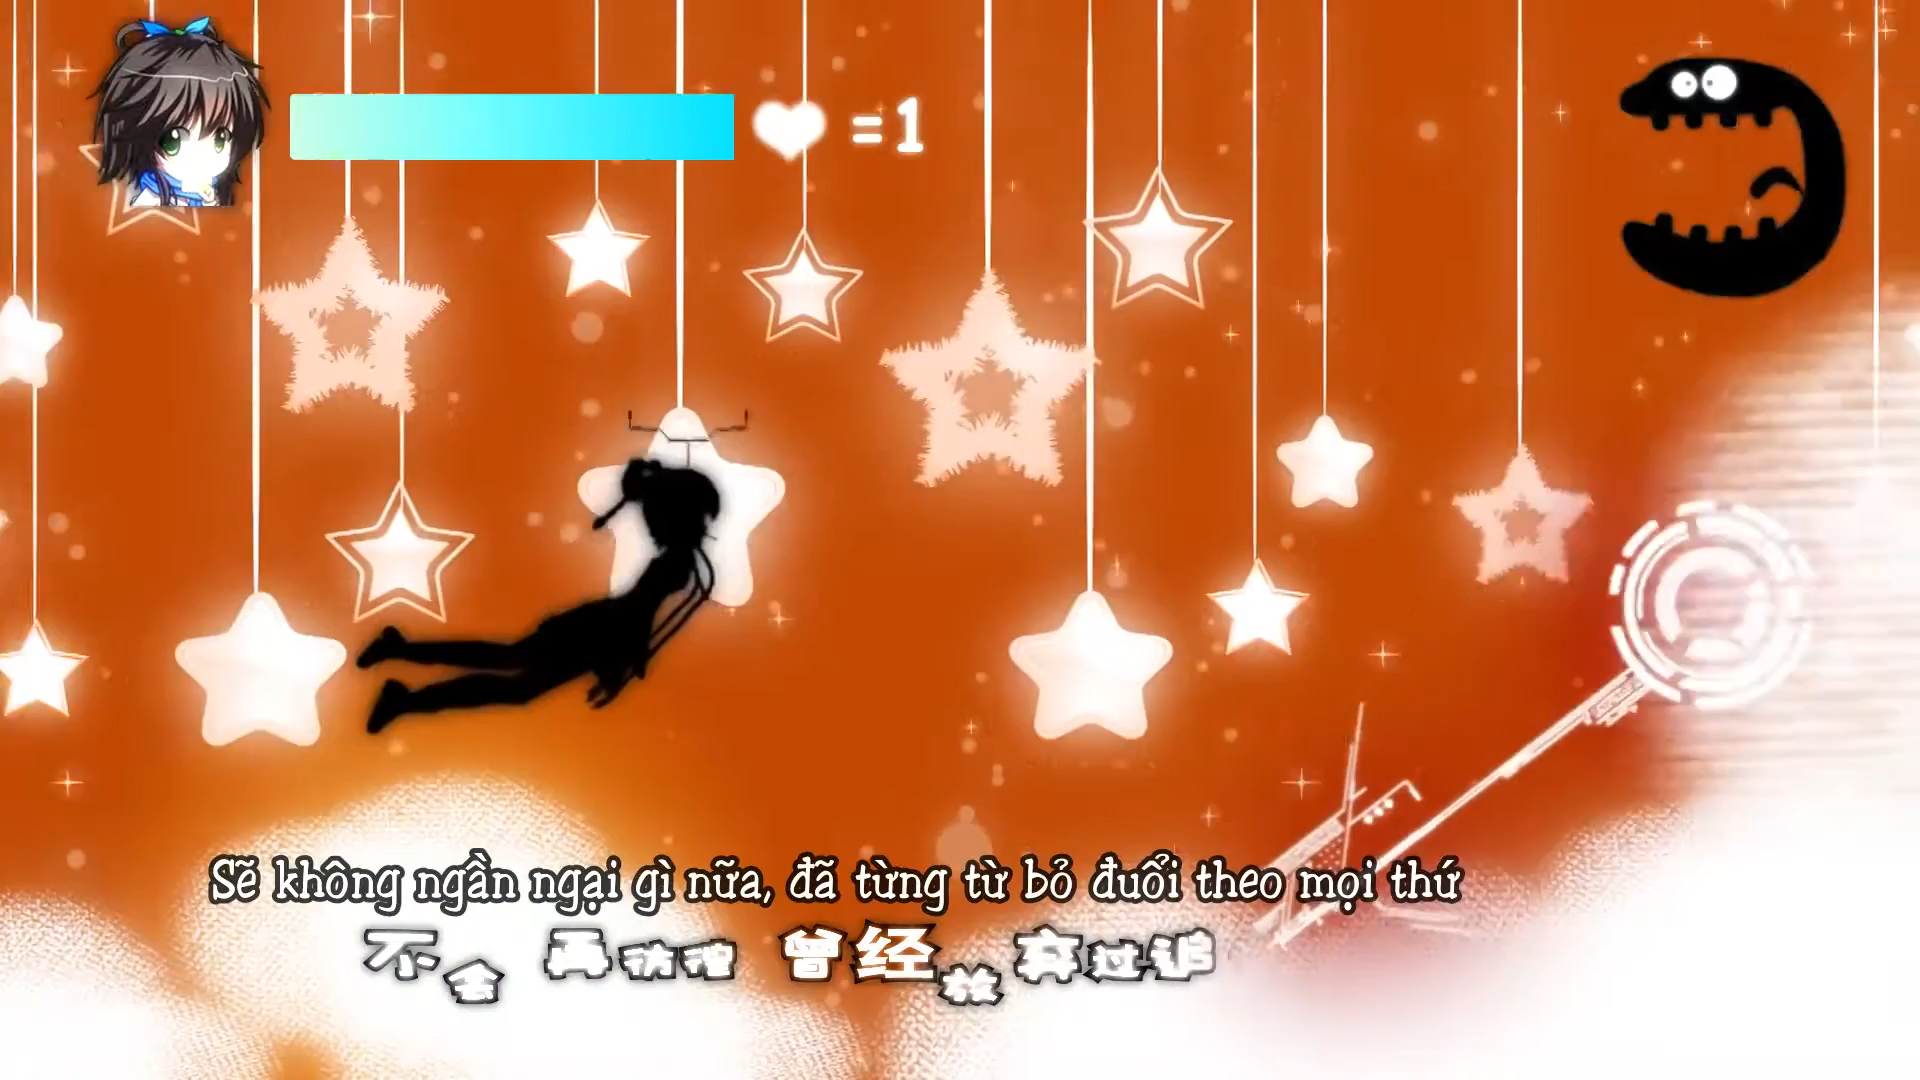 =1
Sẽ không ngần ngại gì nữa, đã từng từ bỏ đuổi theo mọi thứ
不会 再彷徨 曾经放弃过追